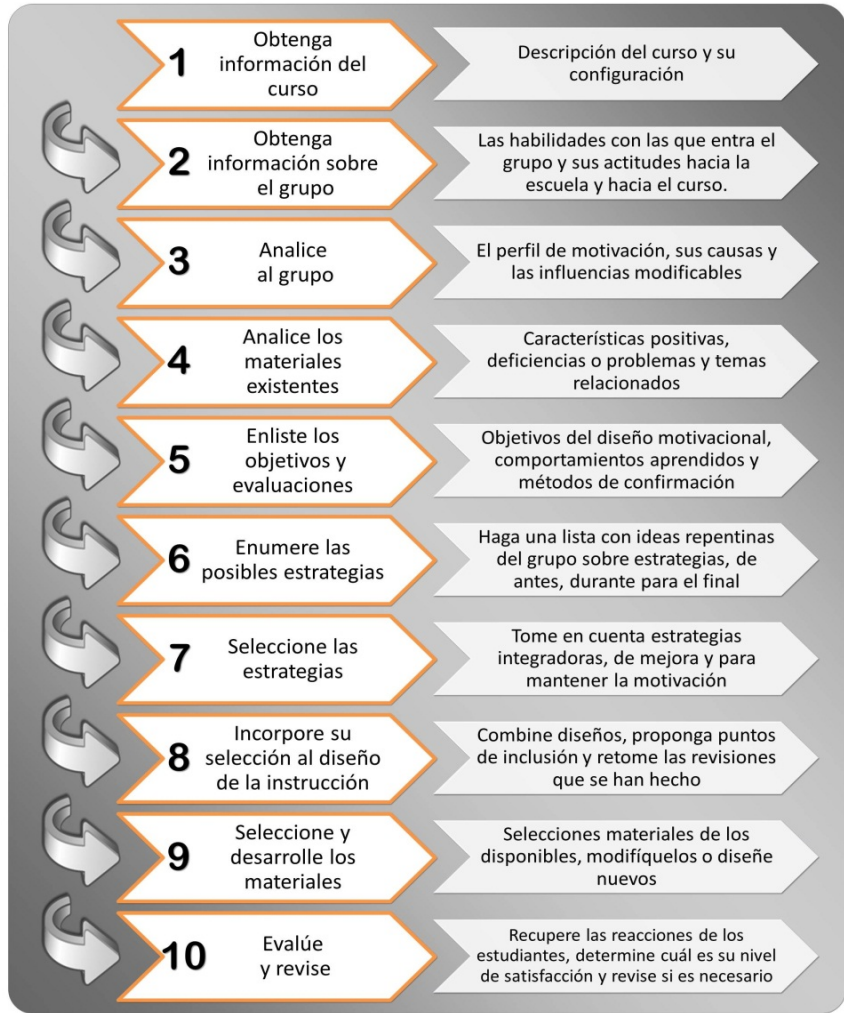 1
Obtenga
información del
curso
Descripción del curso y su
configuración
2
Obtenga
información sobre
el grupo
Las habilidades con las que entra el
grupo y sus actitudes hacia la
escuela y hacia el curso.
3
Analice
al grupo
El perfil de motivación, sus causas y
las influencias modificables
4
Analice los
materiales
existentes
Características positivas,
deficiencias o problemas y temas
relacionados
5
Enliste los
objetivos y
evaluaciones
Objetivos del diseño motivacional,
comportamientos aprendidos y
métodos de confirmación
6
Enumere las
posibles estrategias
Haga una lista con ideas repentinas
del grupo sobre estrategias, de
antes, durante para el final
7
Seleccione las
estrategias
Tome en cuenta estrategias
integradoras, de mejora y para
mantener la motivación
8
Incorpore su
selección al diseño
de la instrucción
Combine diseños, proponga puntos
de inclusión y retome las revisiones
que se han hecho
9
Seleccione y
desarrolle los
materiales
Selecciones materiales de los
disponibles, modifíquelos o diseñe
nuevos
10
Evalúe
y revise
Recupere las reacciones de los
estudiantes, determine cuál es su nivel
de satisfacción y revise si es necesario